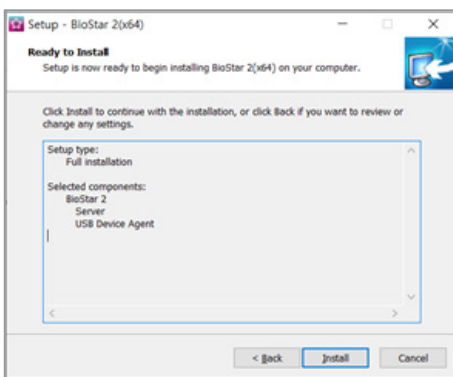 Setup - BioStar 2(x64)
Ready to Install
Setup is now ready to begin installing BioStar 2(x64) on your computer.
Click Install to continue with the installation, or click Back if you want to review or
change any settings.
Setup type:
Full installation
Selected components:
BioStar 2
Server
USB Device Agent
< Back
Install
Cancel